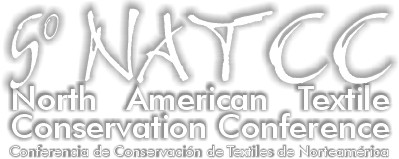 5º NATCC
North American Textile
Conservation Conference
Conferencia de Conservación de Textiles de Norteamérica